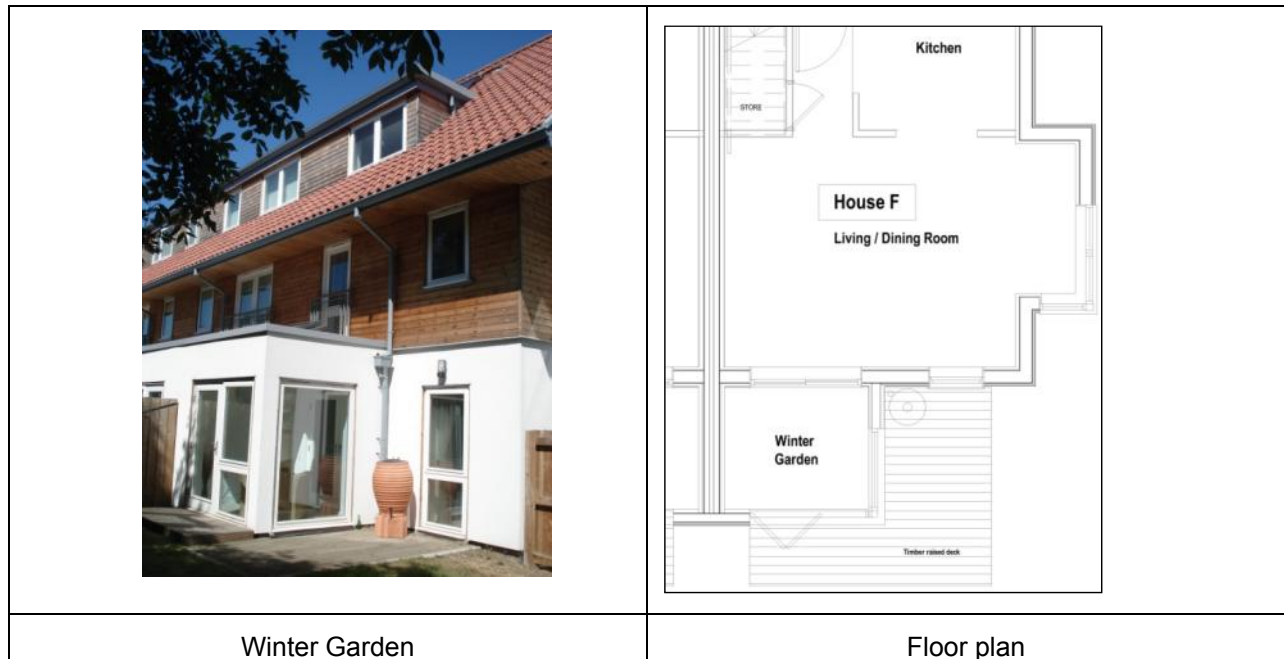 Kitchen
STORE
House F
Living / Dining Room
Winter
Garden
Timber raised deck
Winter Garden
Floor plan